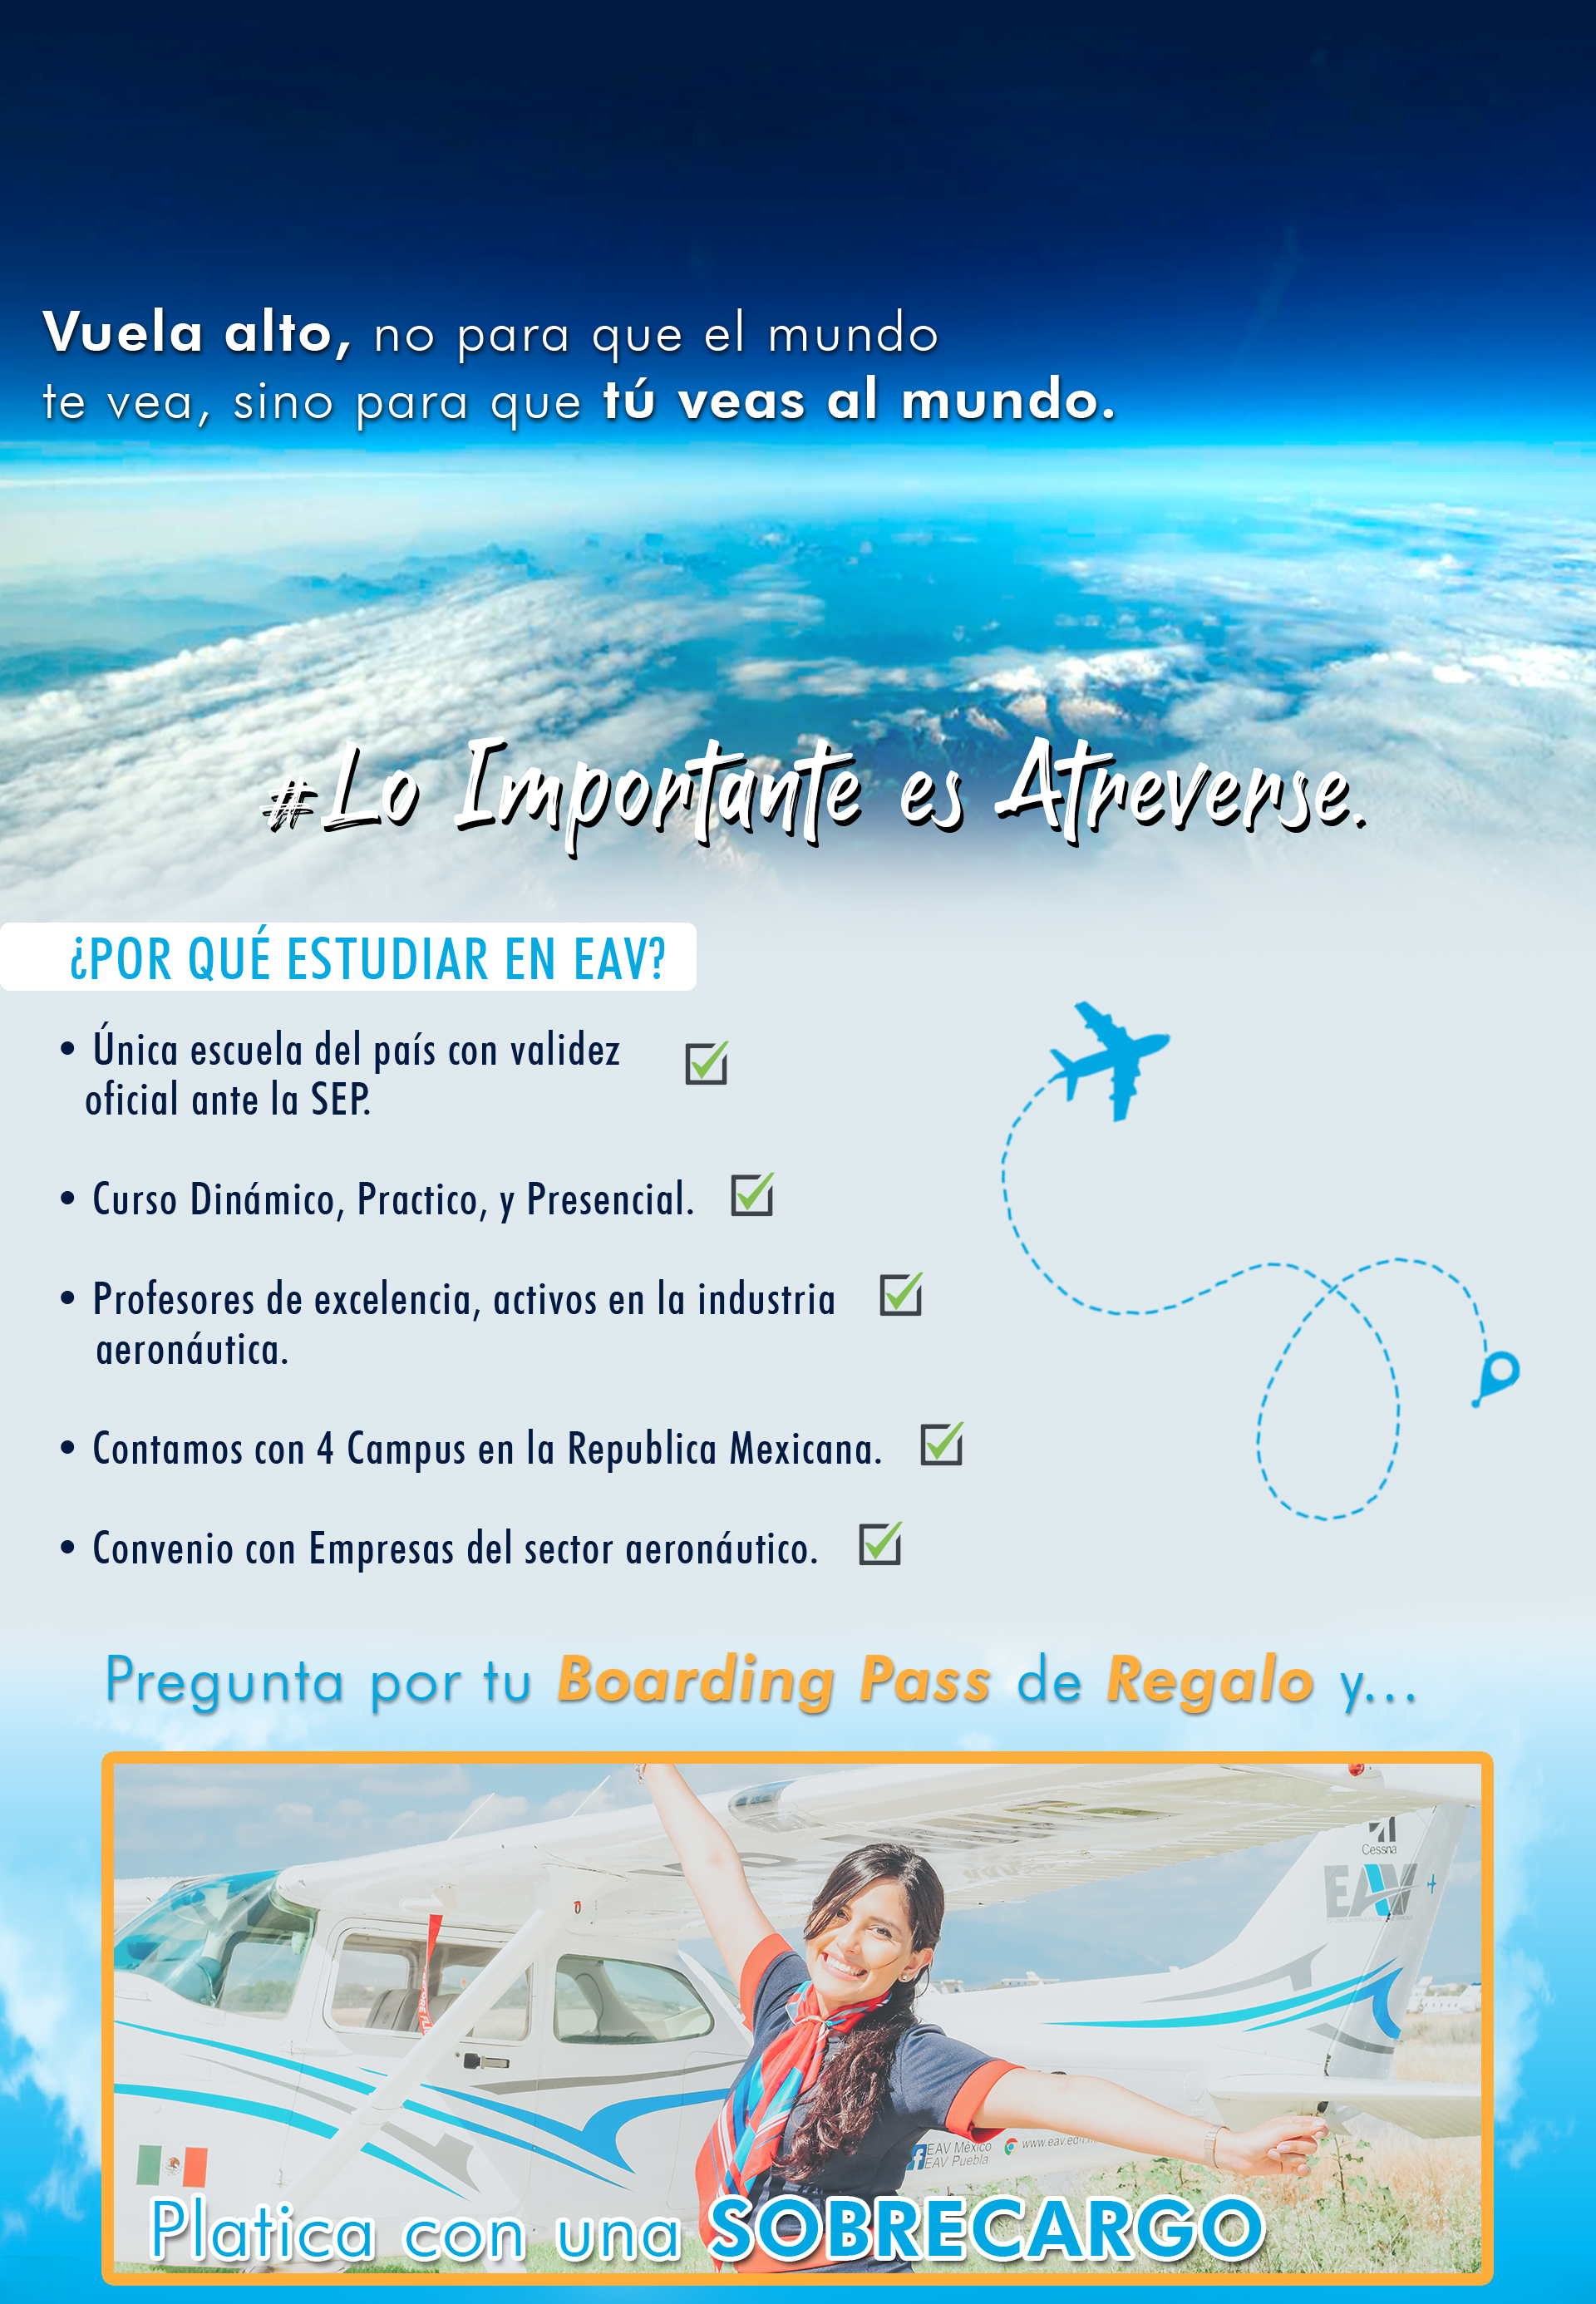 Vuela alto, no para que el mundo
te vea, sino para que tú veas al mundo.
#Lo Importante es Atreverse.
¿POR QUÉ ESTUDIAR EN EAV?
• Única escuela del país con validez
oficial ante la SEP.
• Curso Dinámico, Practico, y Presencial.
• Profesores de excelencia, activos en la industria
aeronáutica.
• Contamos con 4 Campus en la Republica Mexicana.
• Convenio con Empresas del sector aeronáutico.
Pregunta por tu Boarding Pass de Regalo y...
Cessna
EAV
EAV México
EAV Puebla
Platica con una SOBRECARGO